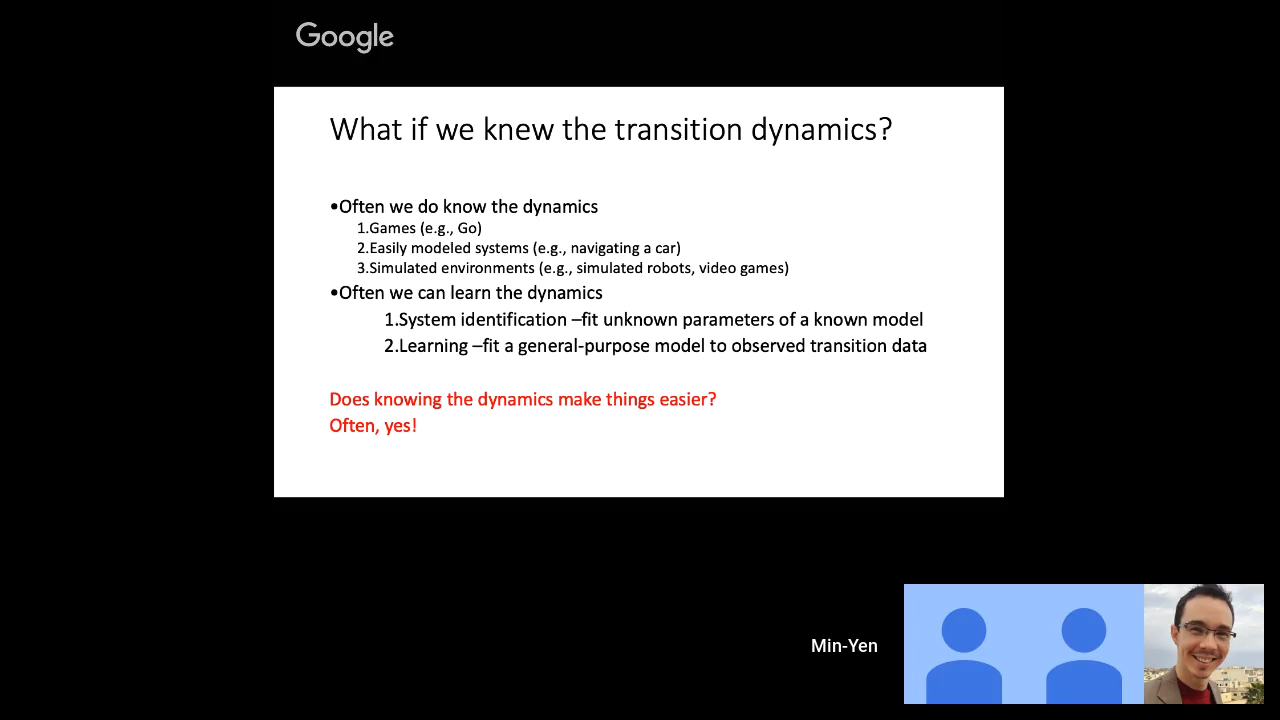 Google
What if we knew the transition dynamics?
•Often we do know the dynamics
1.Games (e.g., Go)
2.Easily modeled systems (e.g., navigating a car)
3.Simulated environments (e.g., simulated robots, video games)
•Often we can learn the dynamics
1.System identification –fit unknown parameters of a known model
2.Learning –fit a general-purpose model to observed transition data
Does knowing the dynamics make things easier?
Often, yes!
Min-Yen